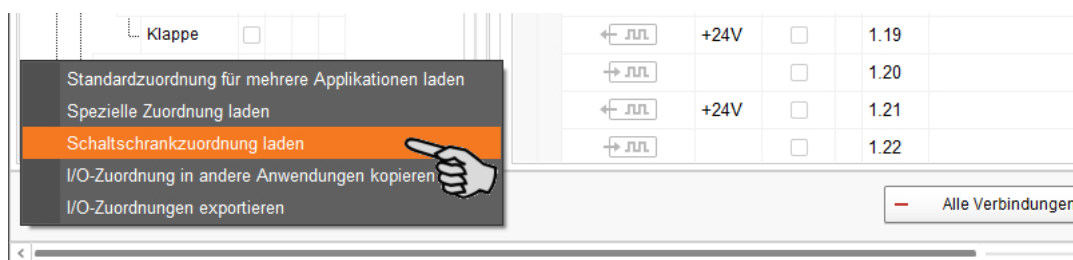 Klappe
+24V 1.19
1.20
+24V 1.21
1.22
Standardzuordnung für mehrere Applikationen laden
Spezielle Zuordnung laden
Schaltschrankzuordnung laden
I/O-Zuordnung in andere Anwendungen kopieren
I/O-Zuordnungen exportieren
Alle Verbindungen